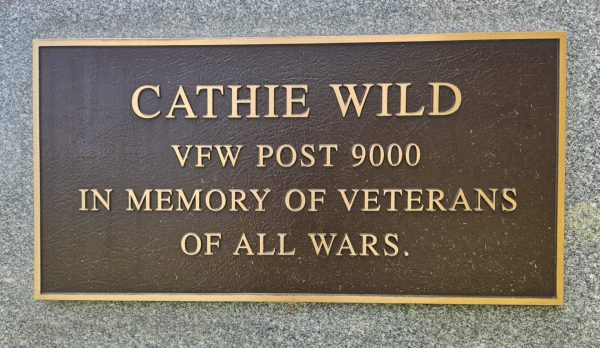 CATHIE WILD
VFW POST 9000
IN MEMORY OF VETERANS
OF ALL WARS.